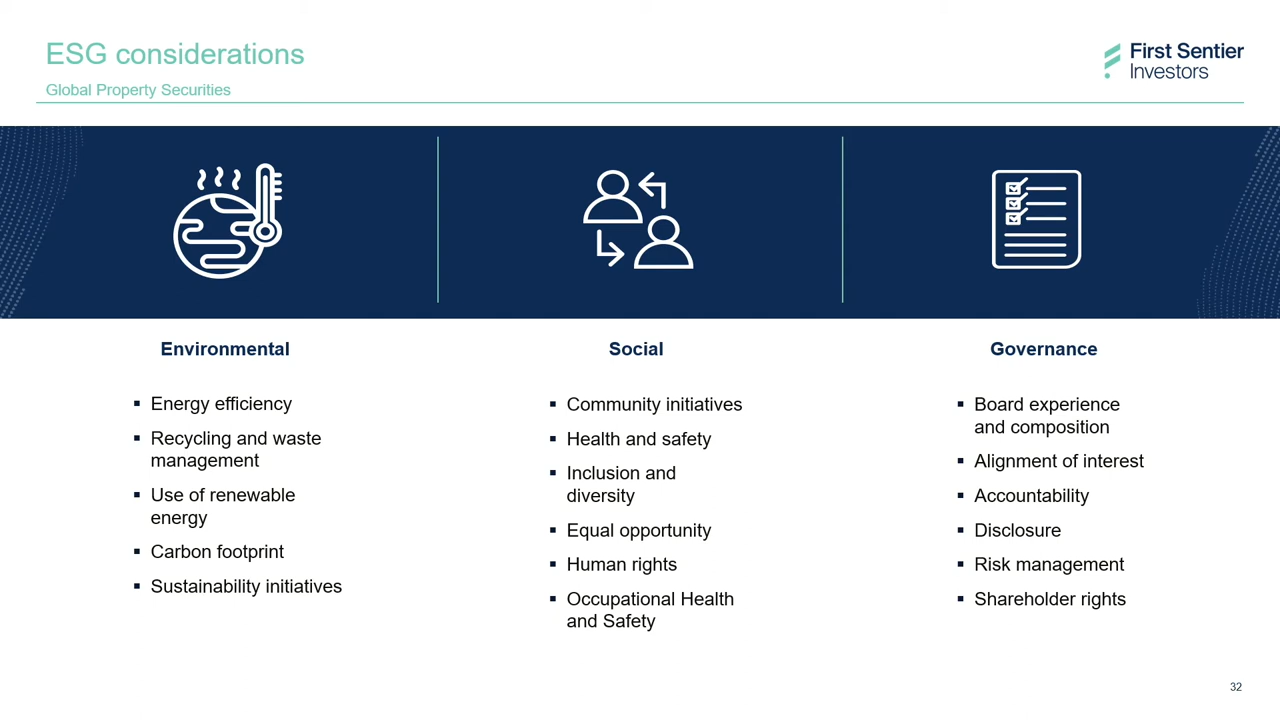 ESG considerations
Global Property Securities
First Sentier
Investors
Environmental
▪ Energy efficiency
▪ Recycling and waste
management
▪ Use of renewable
energy
▪ Carbon footprint
▪ Sustainability initiatives
Social
▪ Community initiatives
▪ Health and safety
▪ Inclusion and
diversity
▪ Equal opportunity
▪ Human rights
▪ Occupational Health
and Safety
Governance
▪ Board experience
and composition
▪ Alignment of interest
▪ Accountability
▪ Disclosure
▪ Risk management
▪ Shareholder rights
32